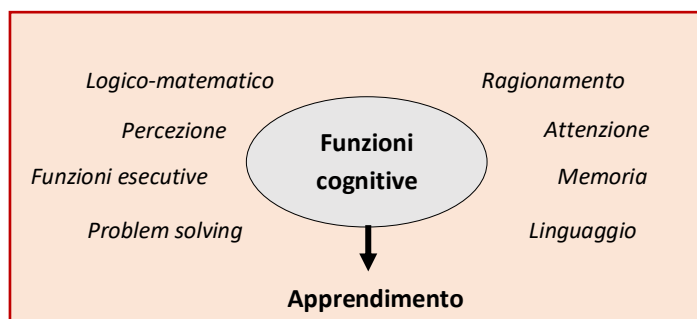 Logico-matematico
Ragionamento
Percezione
Funzioni
cognitive
Attenzione
Funzioni esecutive
Memoria
Problem solving
Linguaggio
Apprendimento